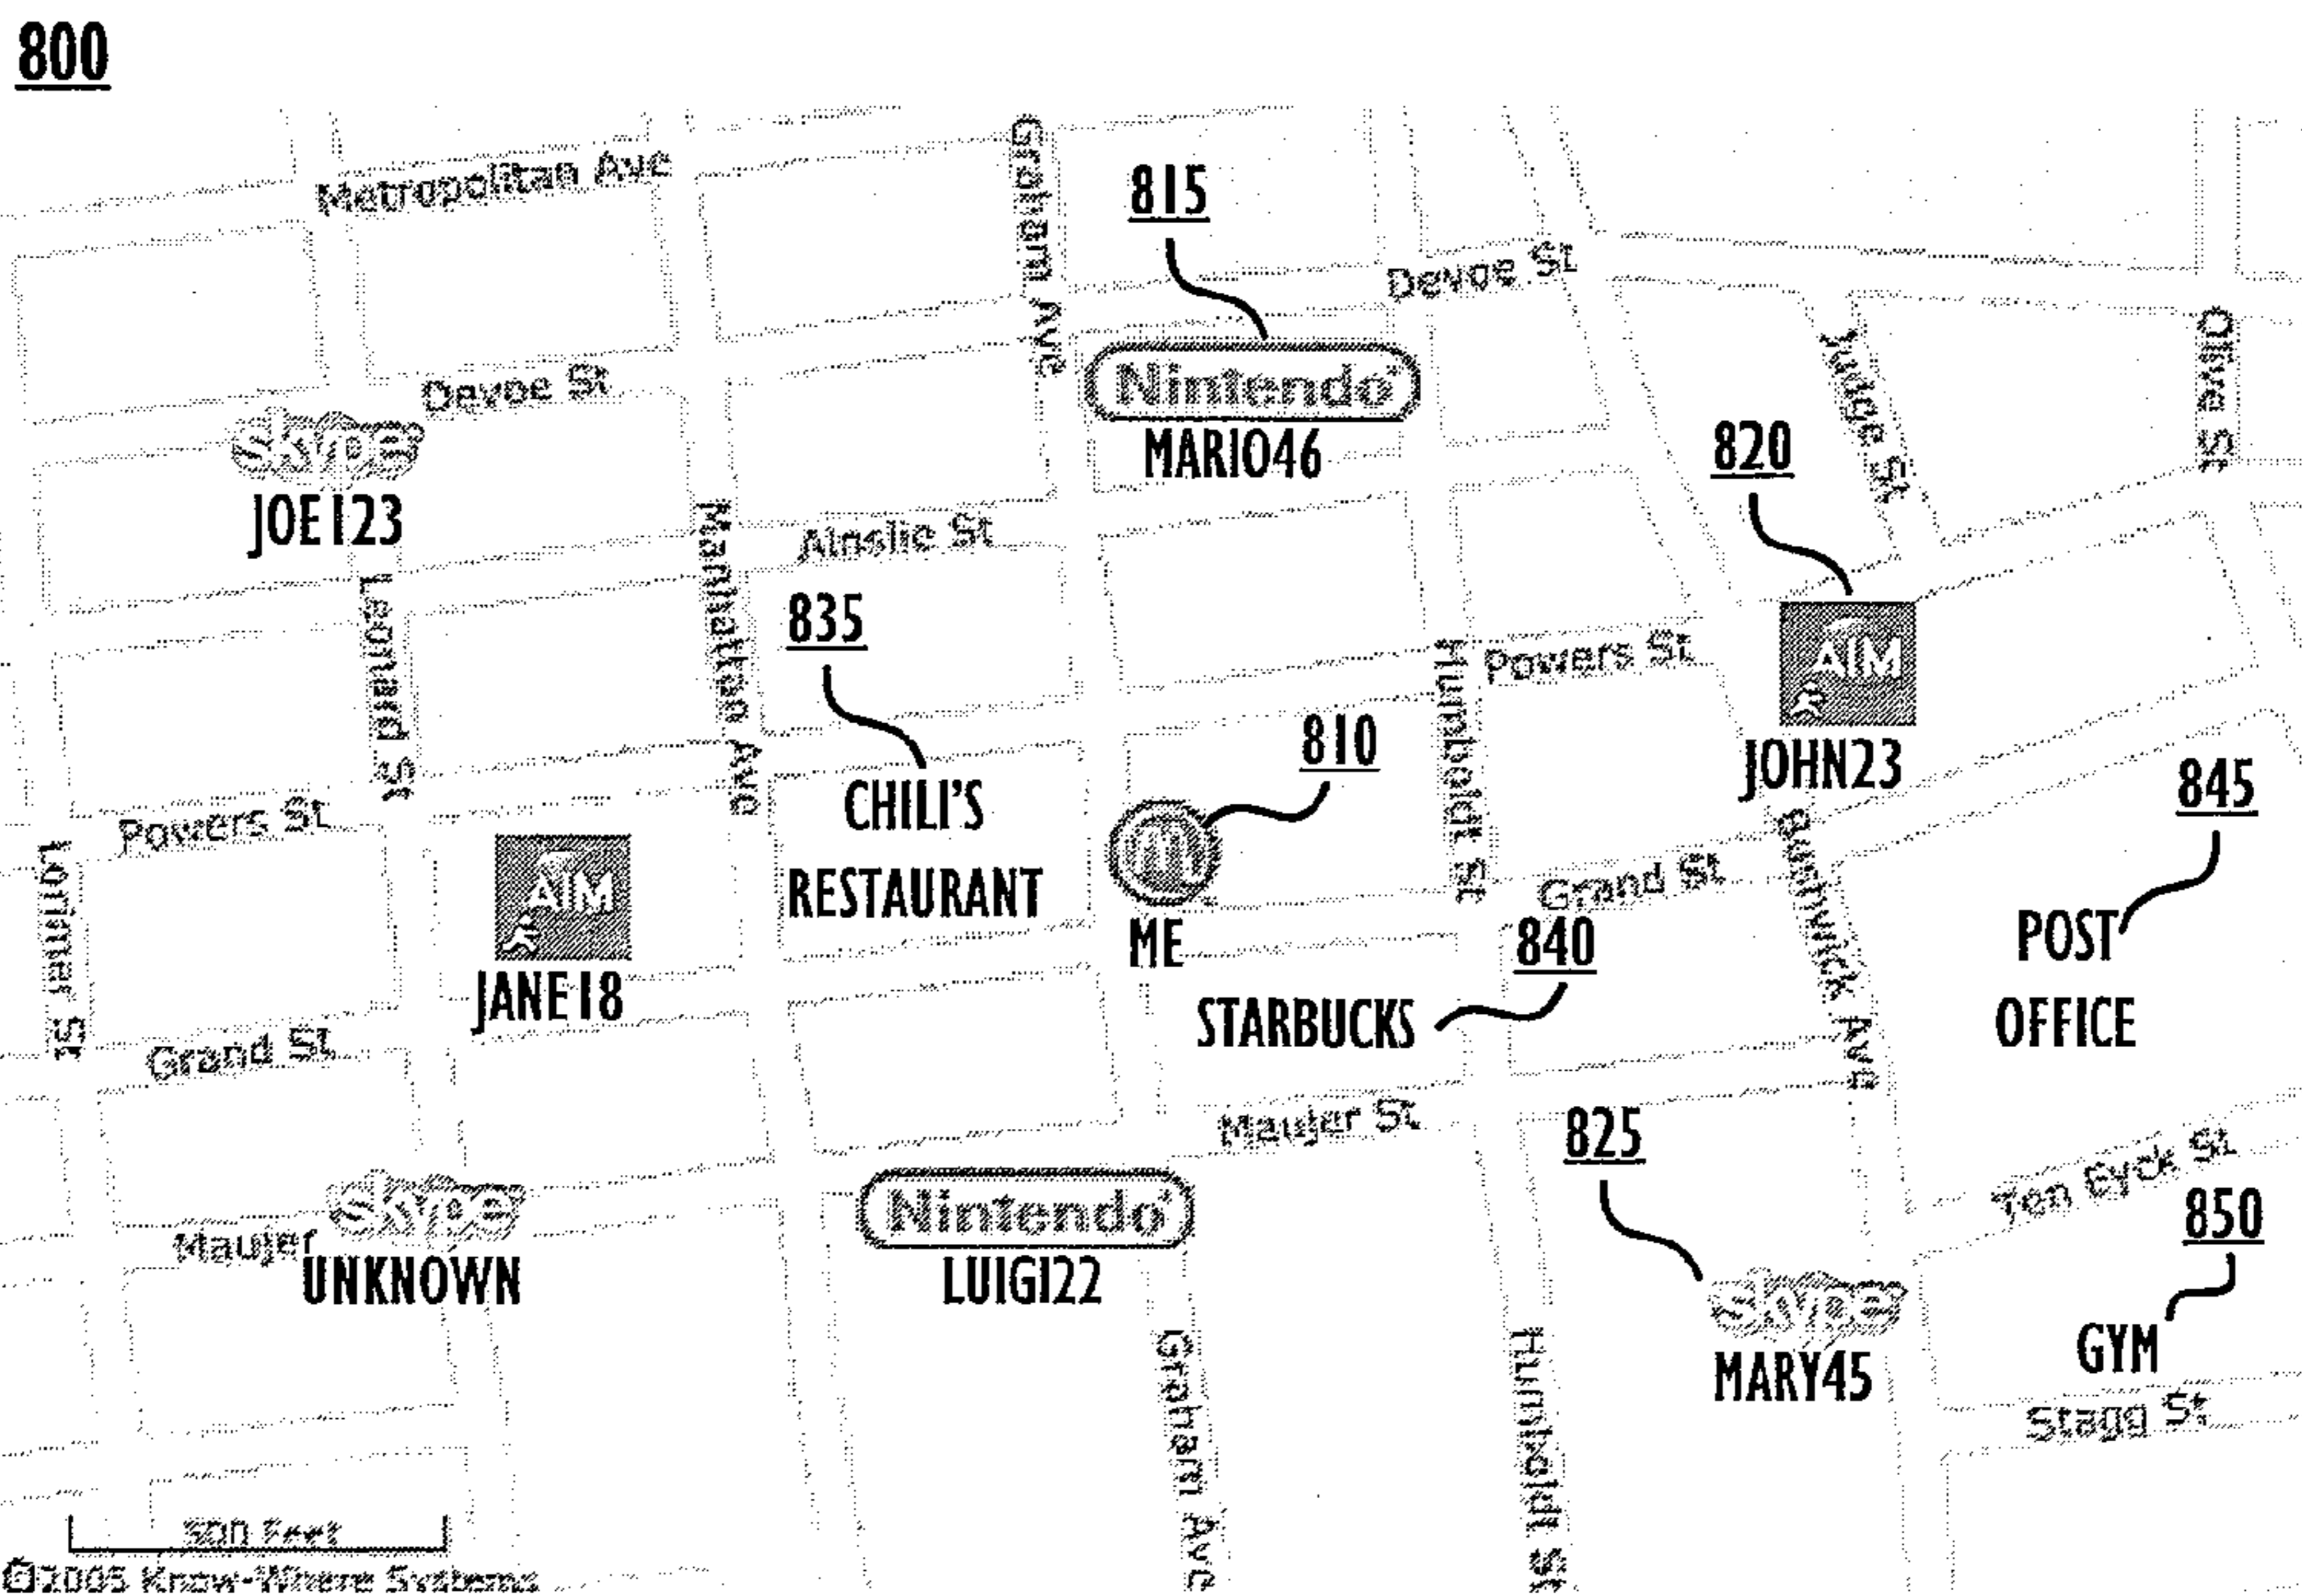 800
Metropolitan Ave
Graham Ave
815
Devoe St
Nintendo
MARIO46
Judge St
Olive St
Devoe St
skype
JOE123
820
Manhattan Ave
Ainslie St
Leonard St
835
Humboldt St
Powers St
AIM
JOHN23
810
CHILI'S
RESTAURANT
845
Powers St
Lorimer St
AIM
JANE18
m
ME
Grand St
Bushwick Ave
840
STARBUCKS
POST
OFFICE
Grand St
Maujer St
825
Ten Eyck St
850
skype
Maujer
UNKNOWN
Nintendo
LUIGI22
skype
MARY45
GYM
Graham Ave
Humboldt St
Stagg St
500 Feet
©2005 Know-Where Systems